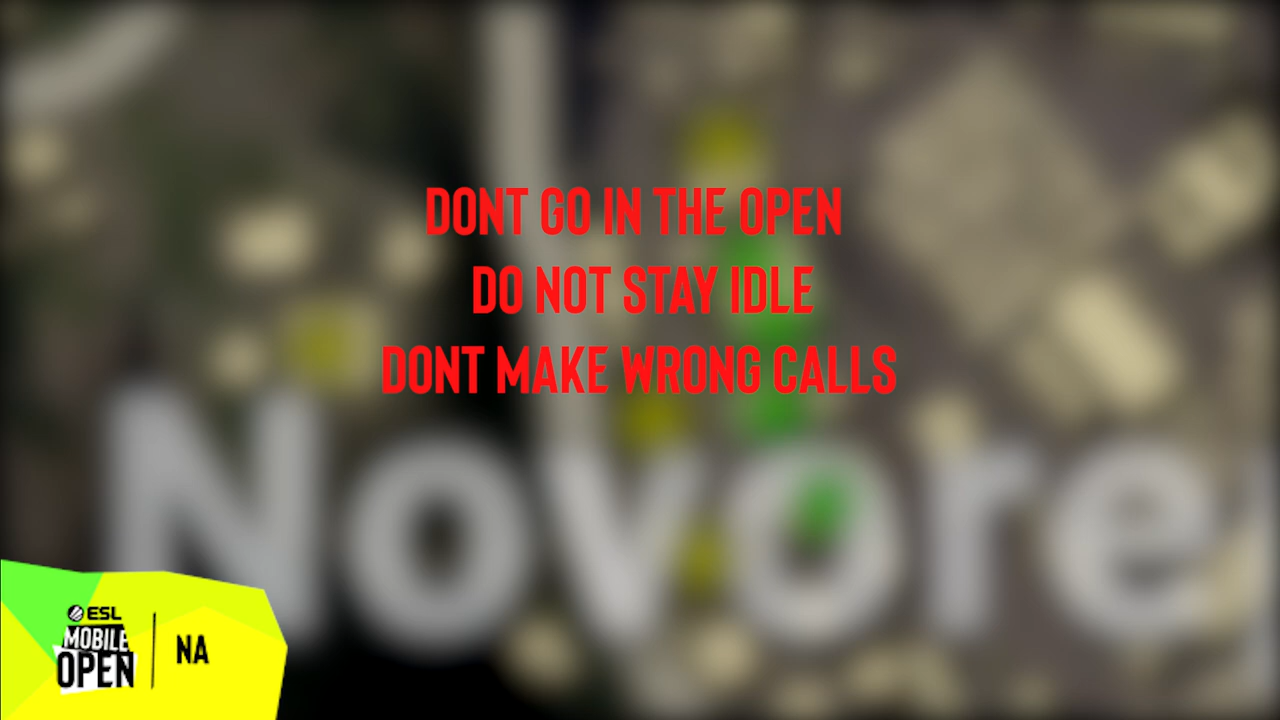 DONT GO IN THE OPEN
DO NOT STAY IDLE
DONT MAKE WRONG CALLS
Novore
ESL
MOBILE
OPEN
NA